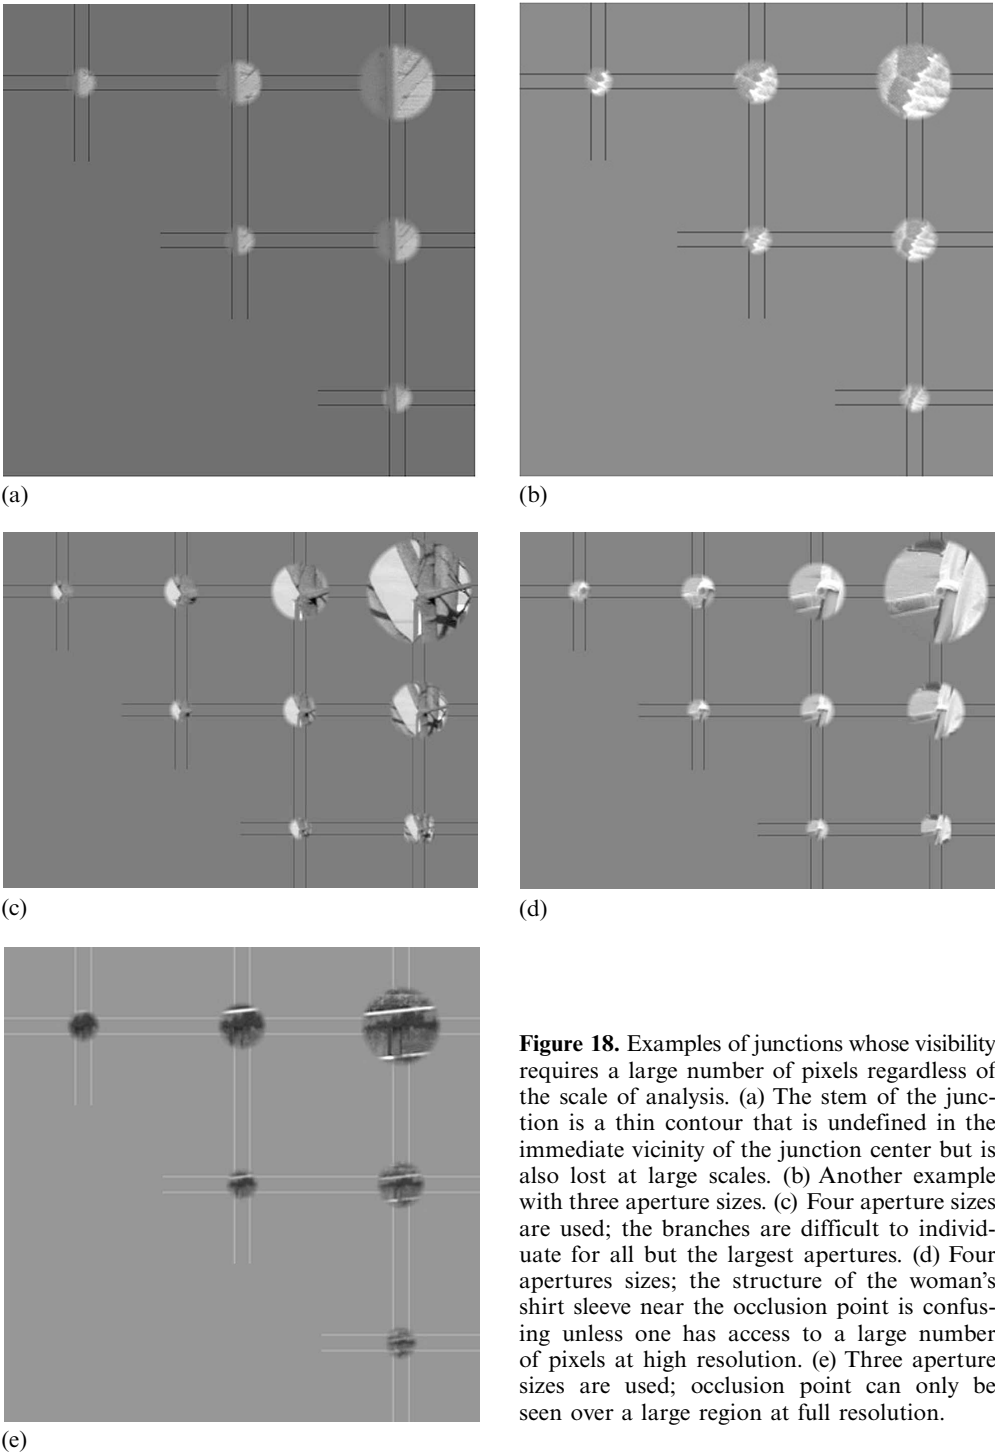 (a)
(b)
(c)
(d)
(e)
Figure 18. Examples of junctions whose visibility
requires a large number of pixels regardless of
the scale of analysis. (a) The stem of the junc-
tion is a thin contour that is undefined in the
immediate vicinity of the junction center but is
also lost at large scales. (b) Another example
with three aperture sizes. (c) Four aperture sizes
are used; the branches are difficult to individ-
uate for all but the largest apertures. (d) Four
apertures sizes; the structure of the woman's
shirt sleeve near the occlusion point is confus-
ing unless one has access to a large number
of pixels at high resolution. (e) Three aperture
sizes are used; occlusion point can only be
seen over a large region at full resolution.